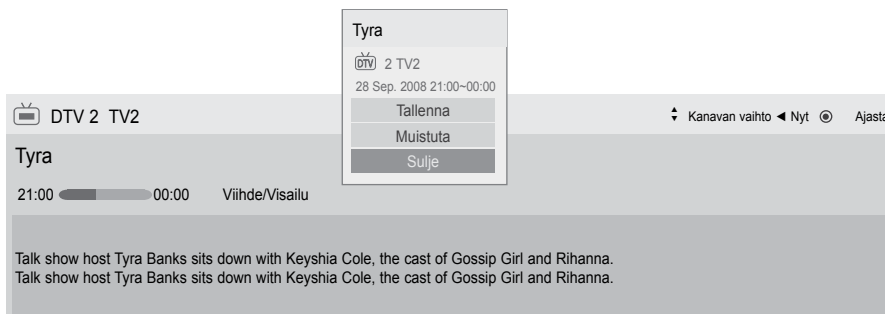 Tyra
DTV 2 TV2
28 Sep. 2008 21:00~00:00
Tallenna
Muistuta
Sulje
DTV 2 TV2
Kanavan vaihto ◄ Nyt ◉ Ajasta
Tyra
21:00 00:00 Viihde/Visailu
Talk show host Tyra Banks sits down with Keyshia Cole, the cast of Gossip Girl and Rihanna.
Talk show host Tyra Banks sits down with Keyshia Cole, the cast of Gossip Girl and Rihanna.